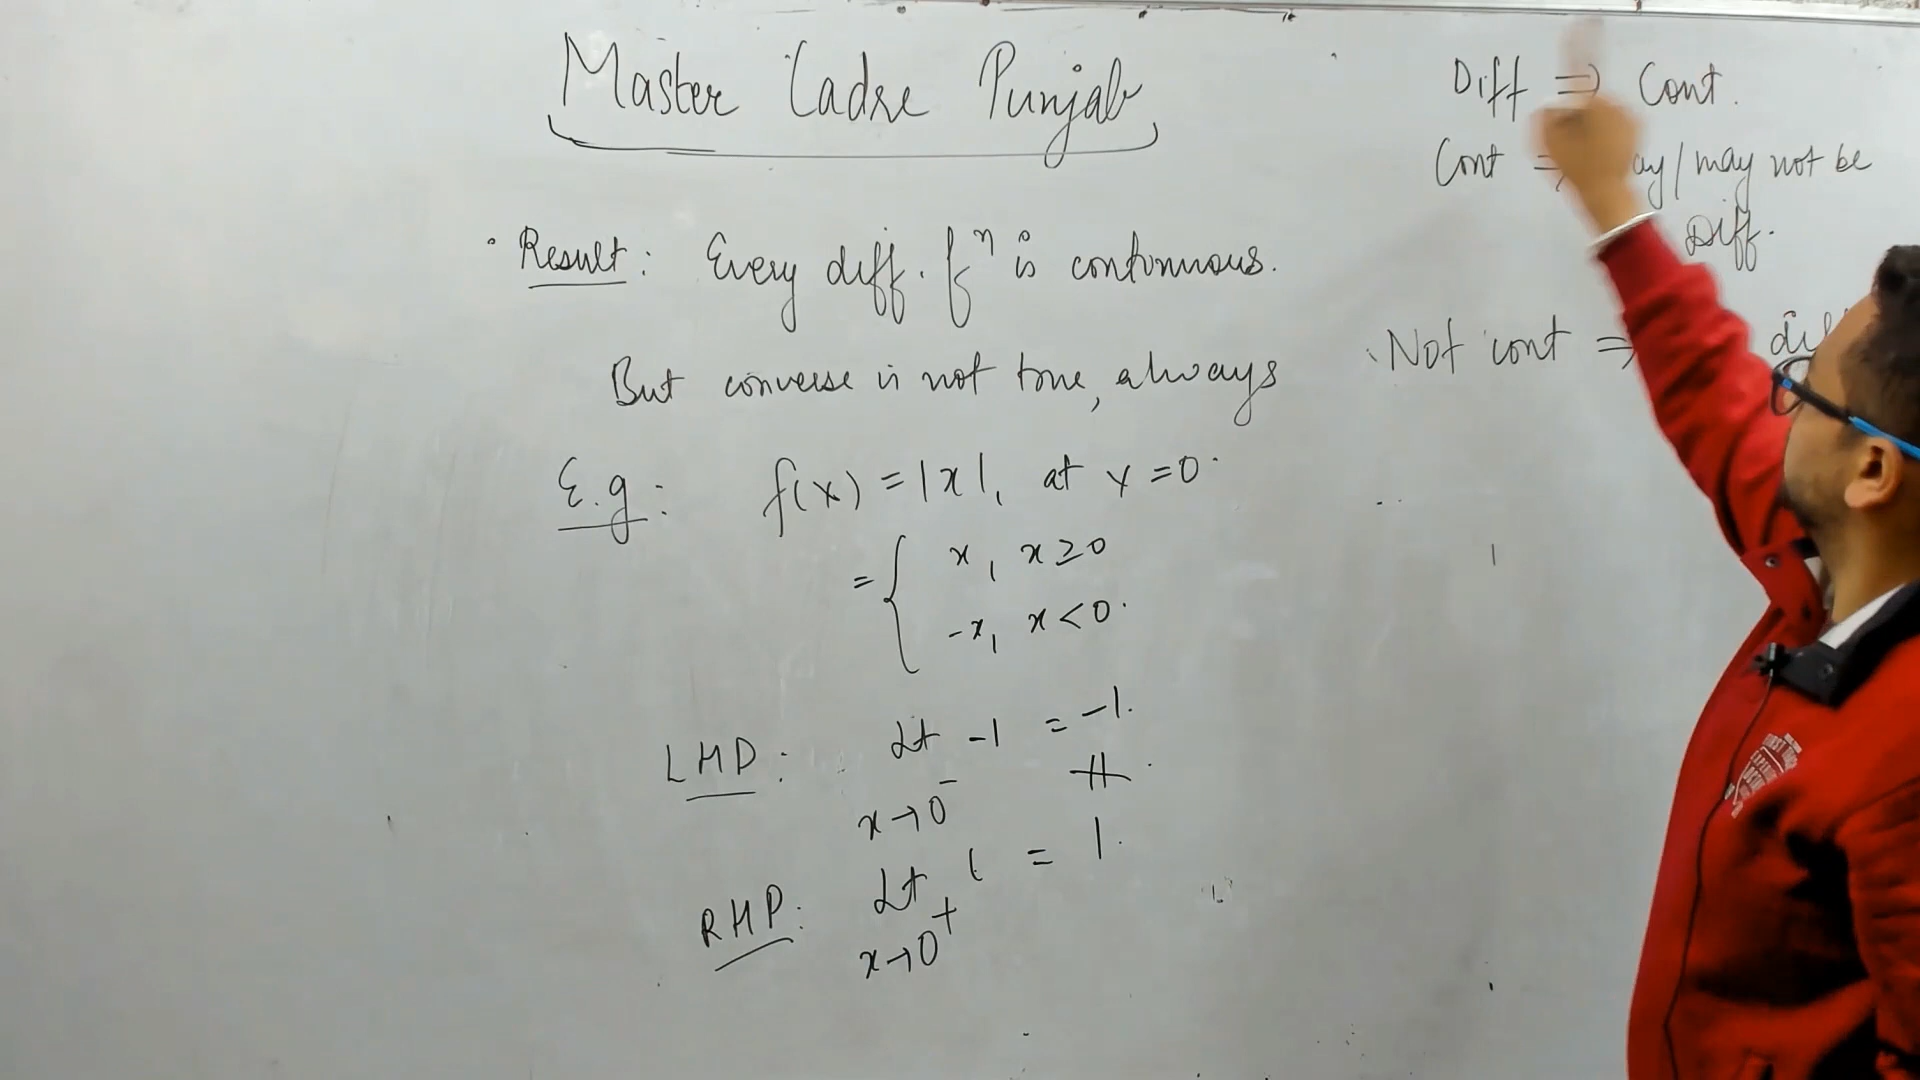 Master Cadre Punjab
Diff ⇒ Cont.
Cont ⇒ ay/may not be
Diff.
• Result: Every diff. fⁿ is continuous.
But converse is not true, always
Not cont ⇒
E.g: f(x) = |x|, at x=0.
= { x, x≥0
-x, x<0.
LHD: Lt -1 = -1.
x→0⁻ ≠
RHD: Lt 1 = 1.
x→0⁺